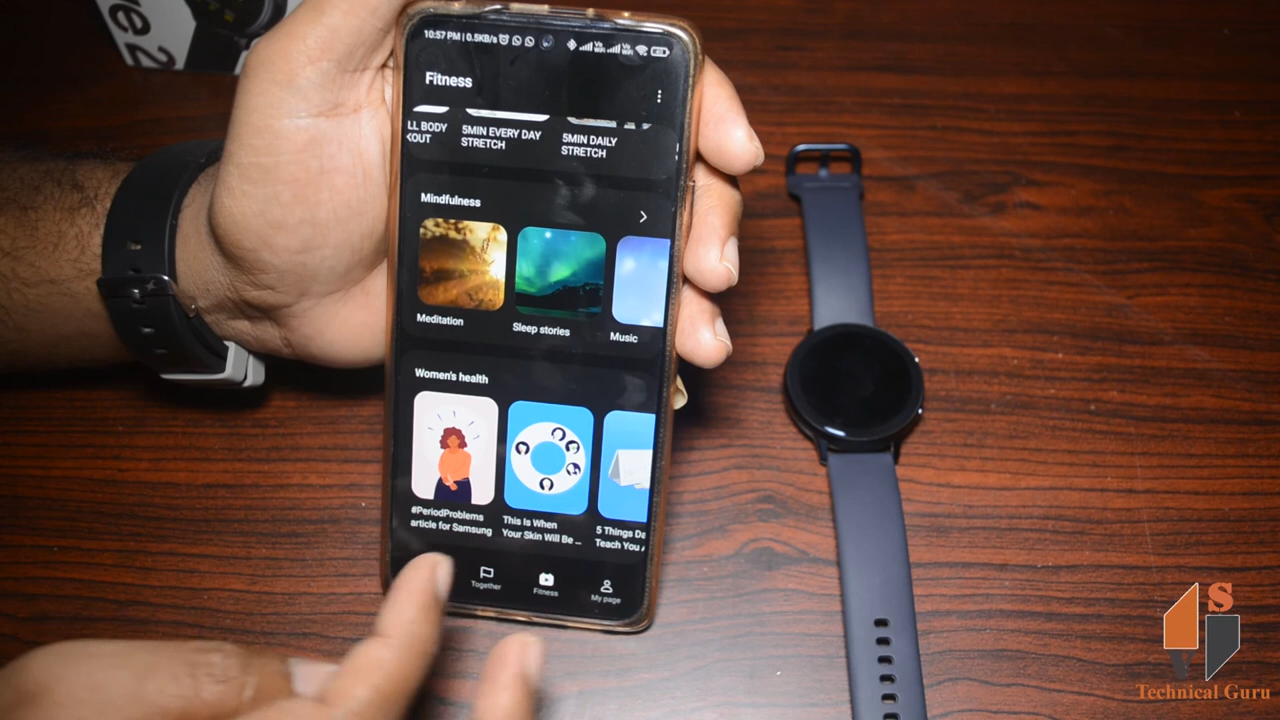 ve 2
10:57 PM | 0.5KB/s
Fitness
LL BODY
KOUT
5MIN EVERY DAY
STRETCH
5MIN DAILY
STRETCH
Mindfulness
Meditation
Sleep stories
Music
Women's health
#PeriodProblems
article for Samsung
This Is When
Your Skin Will Be ...
5 Things Da
Teach You
Together
Fitness
My page
S
V
Technical Guru